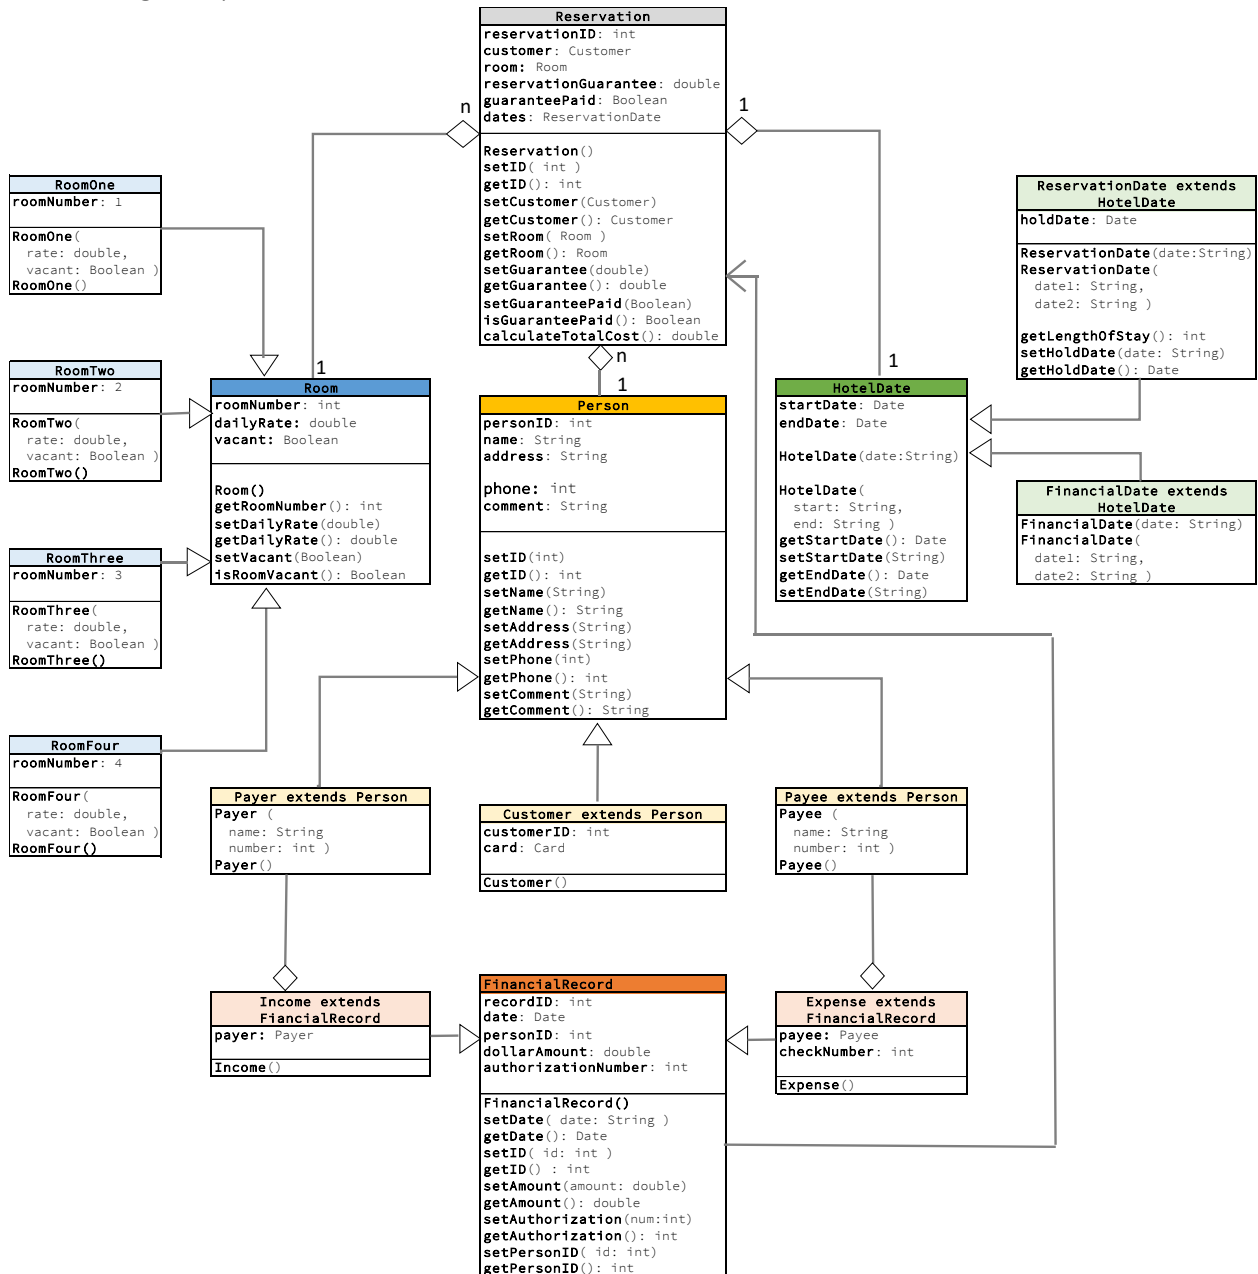 Reservation
reservationID: int
customer: Customer
room: Room
reservationGuarantee: double
guaranteePaid: Boolean
dates: ReservationDate
Reservation()
setID( int )
getID(): int
setCustomer(Customer)
getCustomer(): Customer
setRoom( Room )
getRoom(): Room
setGuarantee(double)
getGuarantee(): double
setGuaranteePaid(Boolean)
isGuaranteePaid(): Boolean
calculateTotalCost(): double
n
1
n
1
1
1
RoomOne
roomNumber: 1
RoomOne(
rate: double,
vacant: Boolean )
RoomOne()
RoomTwo
roomNumber: 2
RoomTwo(
rate: double,
vacant: Boolean )
RoomTwo()
RoomThree
roomNumber: 3
RoomThree(
rate: double,
vacant: Boolean )
RoomThree()
RoomFour
roomNumber: 4
RoomFour(
rate: double,
vacant: Boolean )
RoomFour()
Room
roomNumber: int
dailyRate: double
vacant: Boolean
Room()
getRoomNumber(): int
setDailyRate(double)
getDailyRate(): double
setVacant(Boolean)
isRoomVacant(): Boolean
Person
personID: int
name: String
address: String
phone: int
comment: String
setID(int)
getID(): int
setName(String)
getName(): String
setAddress(String)
getAddress(String)
setPhone(int)
getPhone(): int
setComment(String)
getComment(): String
HotelDate
startDate: Date
endDate: Date
HotelDate(date:String)
HotelDate(
start: String,
end: String )
getStartDate(): Date
setStartDate(String)
getEndDate(): Date
setEndDate(String)
ReservationDate extends
HotelDate
holdDate: Date
ReservationDate(date:String)
ReservationDate(
date1: String,
date2: String )
getLengthOfStay(): int
setHoldDate(date: String)
getHoldDate(): Date
FinancialDate extends
HotelDate
FinancialDate(date: String)
FinancialDate(
date1: String,
date2: String )
Payer extends Person
Payer (
name: String
number: int )
Payer()
Customer extends Person
customerID: int
card: Card
Customer()
Payee extends Person
Payee (
name: String
number: int )
Payee()
Income extends
FiancialRecord
payer: Payer
Income()
FinancialRecord
recordID: int
date: Date
personID: int
dollarAmount: double
authorizationNumber: int
FinancialRecord()
setDate( date: String )
getDate(): Date
setID( id: int )
getID() : int
setAmount(amount: double)
getAmount(): double
setAuthorization(num:int)
getAuthorization(): int
setPersonID( id: int)
getPersonID(): int
Expense extends
FinancialRecord
payee: Payee
checkNumber: int
Expense()